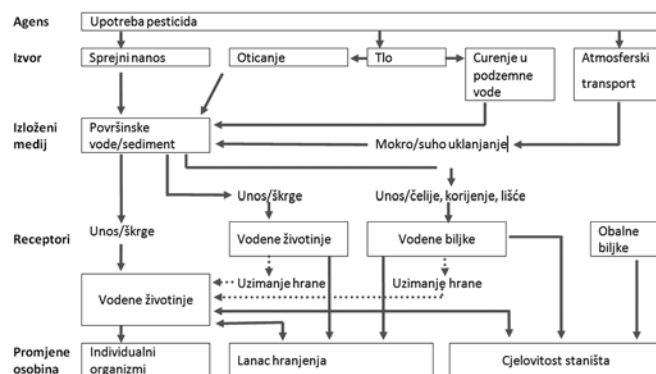 Agens
Upotreba pesticida
Izvor
Sprejni nanos
Oticanje
Tlo
Curenje u
podzemne
vode
Atmosferski
transport
Izloženi
medij
Površinske
vode/sediment
Mokro/suho uklanjanje
Unos/škrge
Unos/čelije, korijenje, lišće
Receptori
Unos/škrge
Vodene životinje
Vodene biljke
Obalne
biljke
Uzimanje hrane
Uzimanje hrane
Vodene životinje
Promjene
osobina
Individualni
organizmi
Lanac hranjenja
Cjelovitost staništa